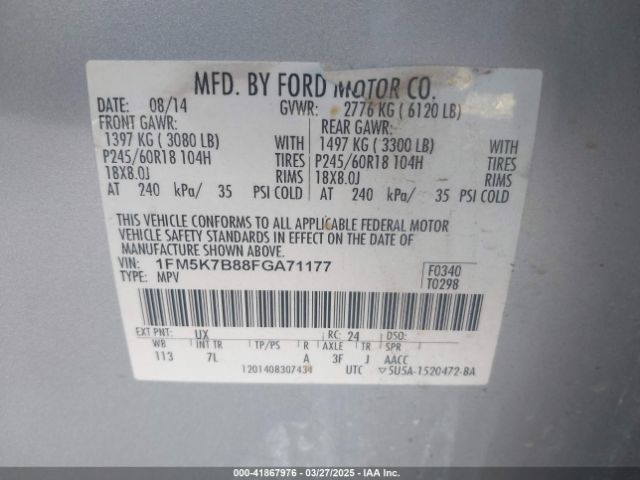 MFD. BY FORD MOTOR CO.
DATE: 08/14 GVWR: 2776 KG ( 6120 LB)
FRONT GAWR: REAR GAWR:
1397 KG ( 3080 LB) WITH 1497 KG ( 3300 LB) WITH
P245/60R18 104H TIRES P245/60R18 104H TIRES
18X8.0J RIMS 18X8.0J RIMS
AT 240 kPa/ 35 PSI COLD AT 240 kPa/ 35 PSI COLD
THIS VEHICLE CONFORMS TO ALL APPLICABLE FEDERAL MOTOR
VEHICLE SAFETY STANDARDS IN EFFECT ON THE DATE OF
MANUFACTURE SHOWN ABOVE.
VIN: 1FM5K7B88FGA71177 F0340
TYPE: MPV T0298
EXT PNT: UX RC: 24 DSO:
WB INT TR TP/PS R AXLE TR SPR
113 7L A 3F J AACC
1201408307434 UTC ▽5U5A-1520472-BA
000-41867976 | 03/27/2025 - IAA Inc.